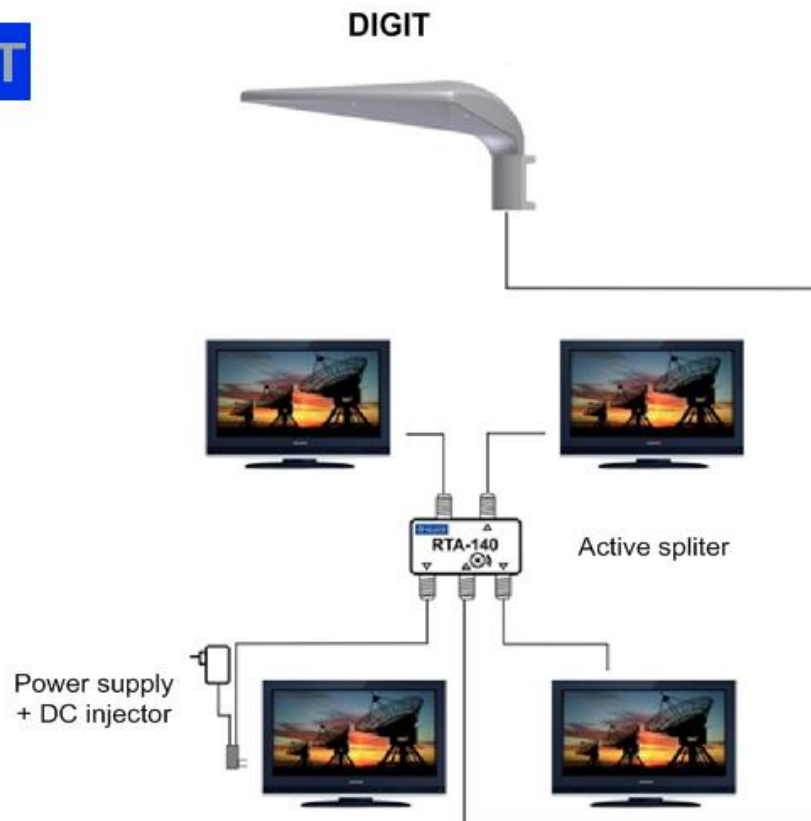 DIGIT
T
RTA-140
Active spliter
Power supply
+ DC injector